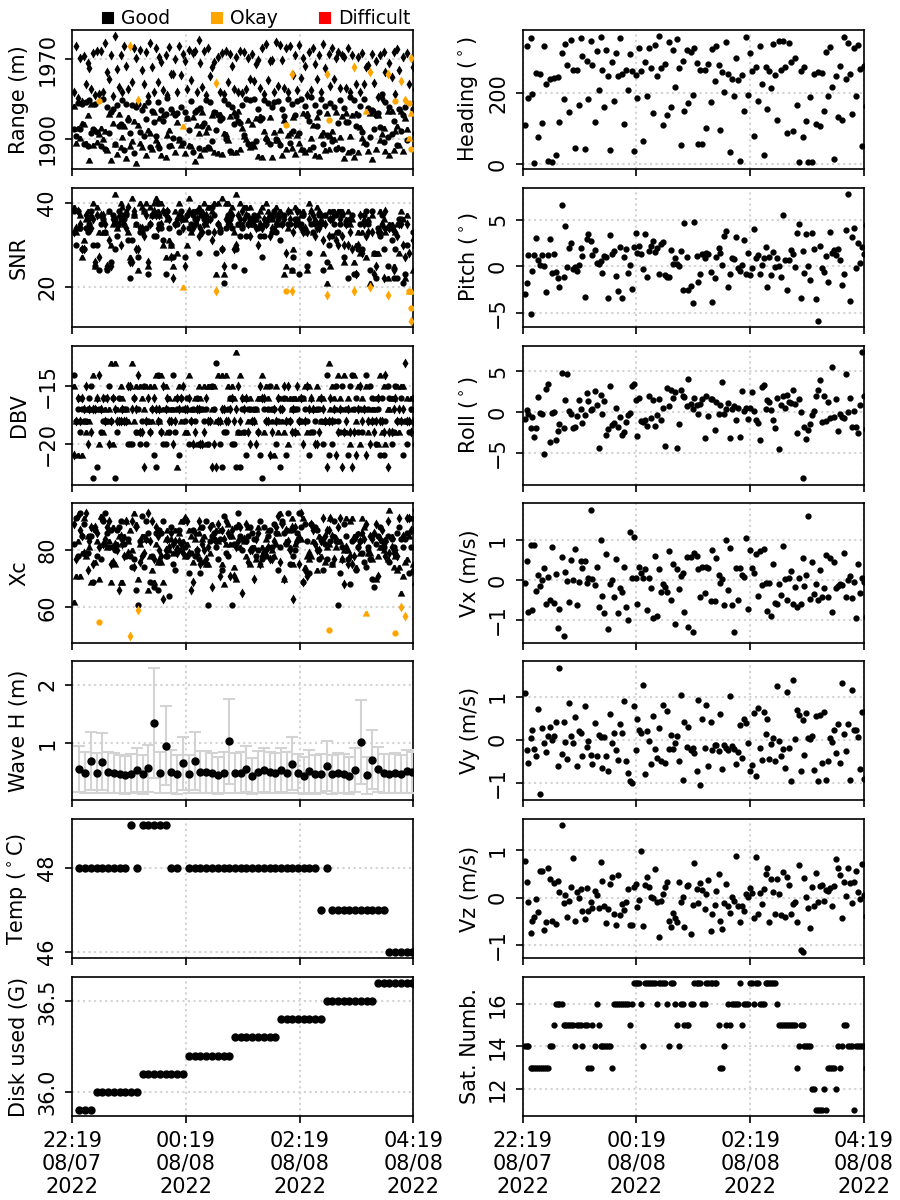 Good Okay Difficult
Range (m) 1970 1900
Heading (°) 200 0
SNR 40 20
Pitch (°) 5 0 −5
DBV −15 −20
Roll (°) 5 0 −5
Xc 80 60
Vx (m/s) 1 0 −1
Wave H (m) 2 1
Vy (m/s) 1 0 −1
Temp (°C) 48 46
Vz (m/s) 1 0 −1
Disk used (G) 36.5 36.0
Sat. Numb. 16 14 12
22:19 00:19 02:19 04:19 22:19 00:19 02:19 04:19
08/07 08/08 08/08 08/08 08/07 08/08 08/08 08/08
2022 2022 2022 2022 2022 2022 2022 2022